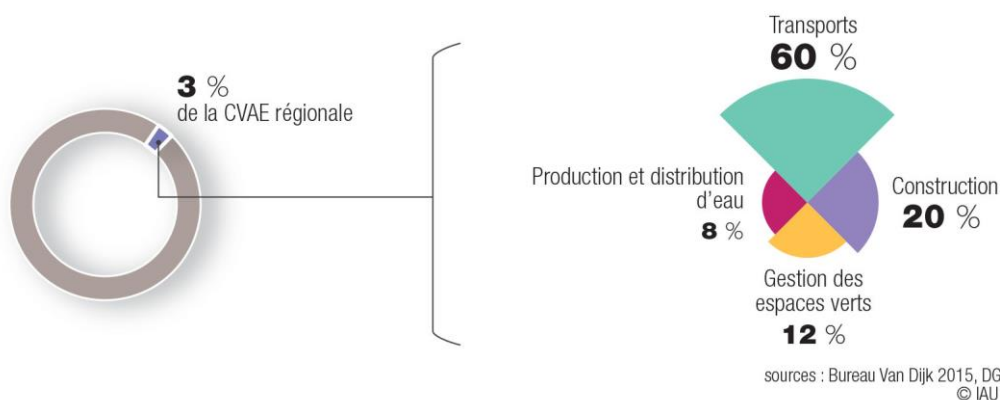 3 %
de la CVAE régionale
Transports
60 %
Production et distribution
d'eau
8 %
Construction
20 %
Gestion des
espaces verts
12 %
sources : Bureau Van Dijk 2015, DG
© IAU